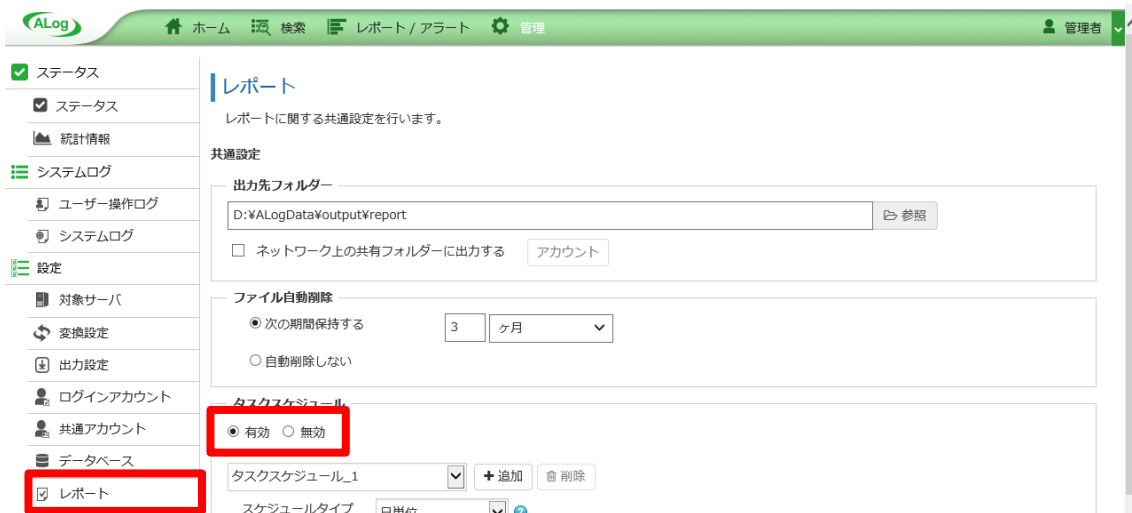 ALog
ホーム 検索 レポート / アラート 管理 管理者
ステータス
ステータス
統計情報
システムログ
ユーザー操作ログ
システムログ
設定
対象サーバ
変換設定
出力設定
ログインアカウント
共通アカウント
データベース
レポート
レポート
レポートに関する共通設定を行います。
共通設定
出力先フォルダー
D:¥ALogData¥output¥report 参照
ネットワーク上の共有フォルダーに出力する アカウント
ファイル自動削除
次の期間保持する 3 ヶ月
自動削除しない
タスクスケジュール
有効 無効
タスクスケジュール_1 追加 削除
スケジュールタイプ 日単位